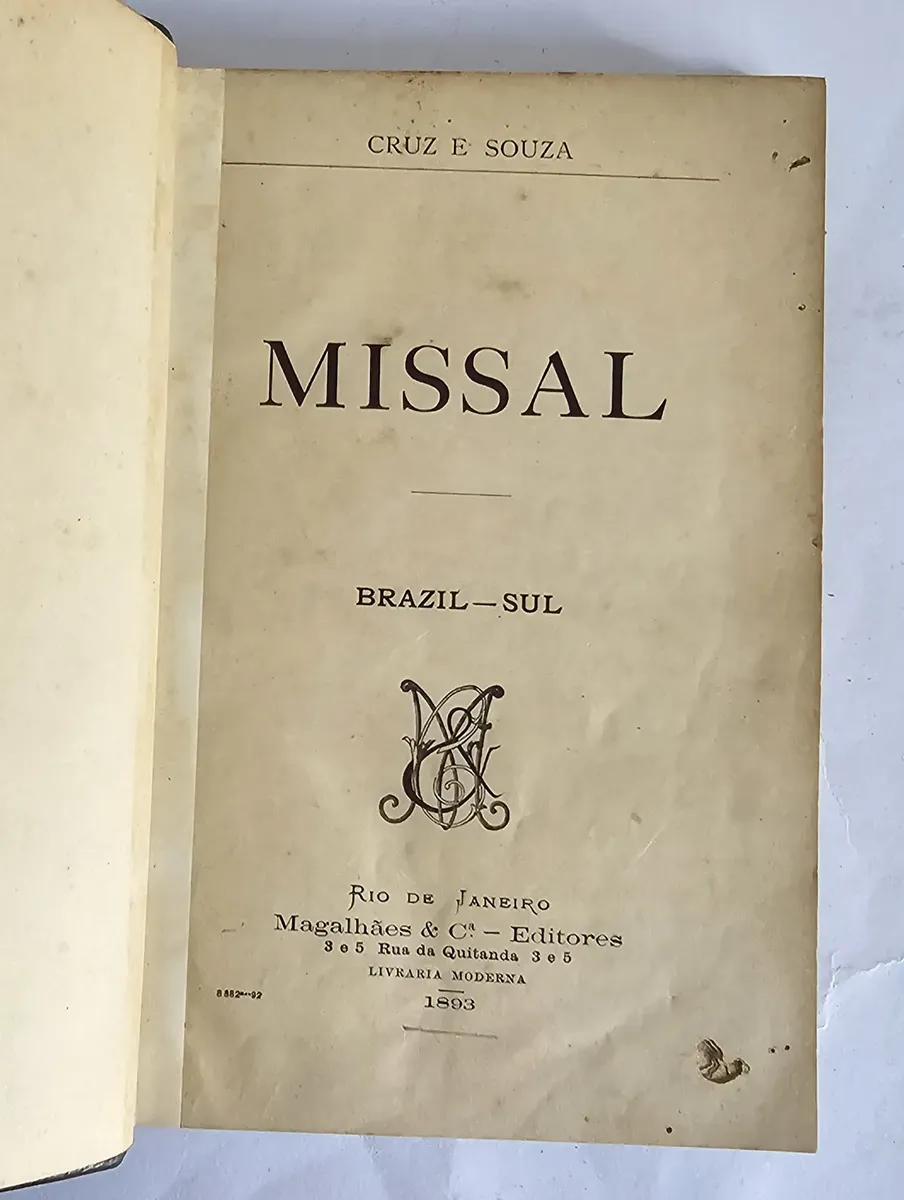 CRUZ E SOUZA
MISSAL
BRAZIL — SUL
RIO DE JANEIRO
Magalhães & Cª. — Editores
3 e 5 Rua da Quitanda 3 e 5
LIVRARIA MODERNA
1893